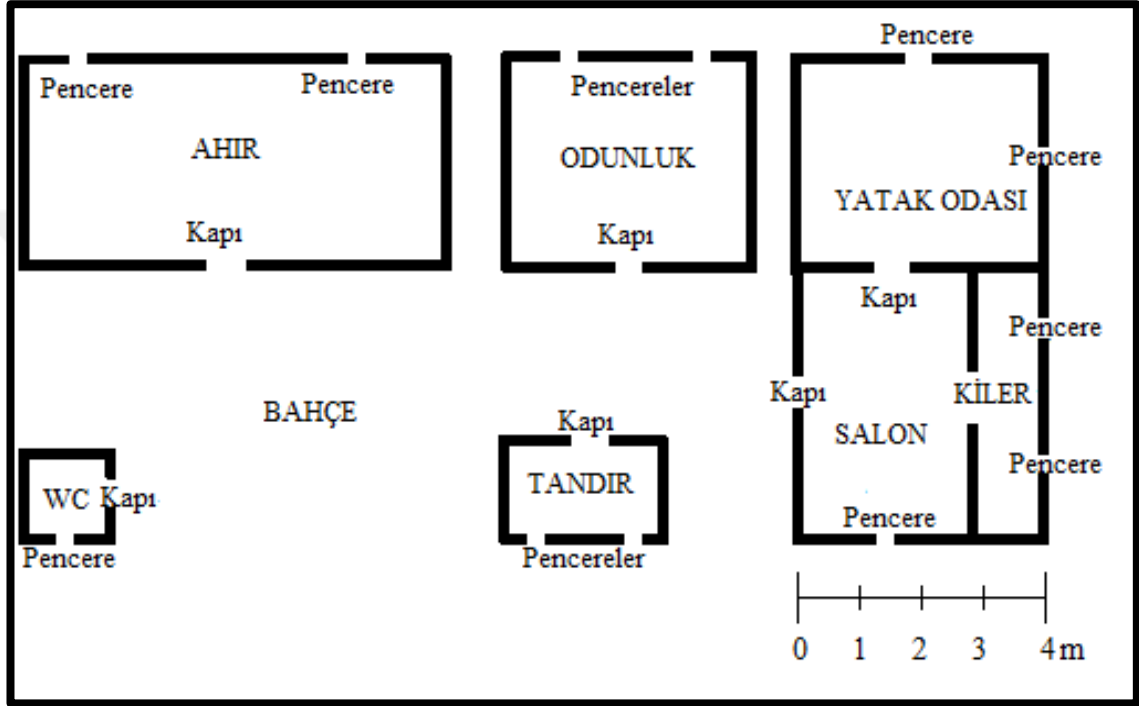 Pencere
Pencere
Pencere
Pencereler
AHIR
ODUNLUK
Pencere
YATAK ODASI
Kapı
Kapı
Kapı
Pencere
BAHÇE
Kapı
Kapı
KİLER
SALON
TANDIR
Pencere
WC
Kapı
Pencere
Pencere
Pencereler
0 1 2 3 4 m